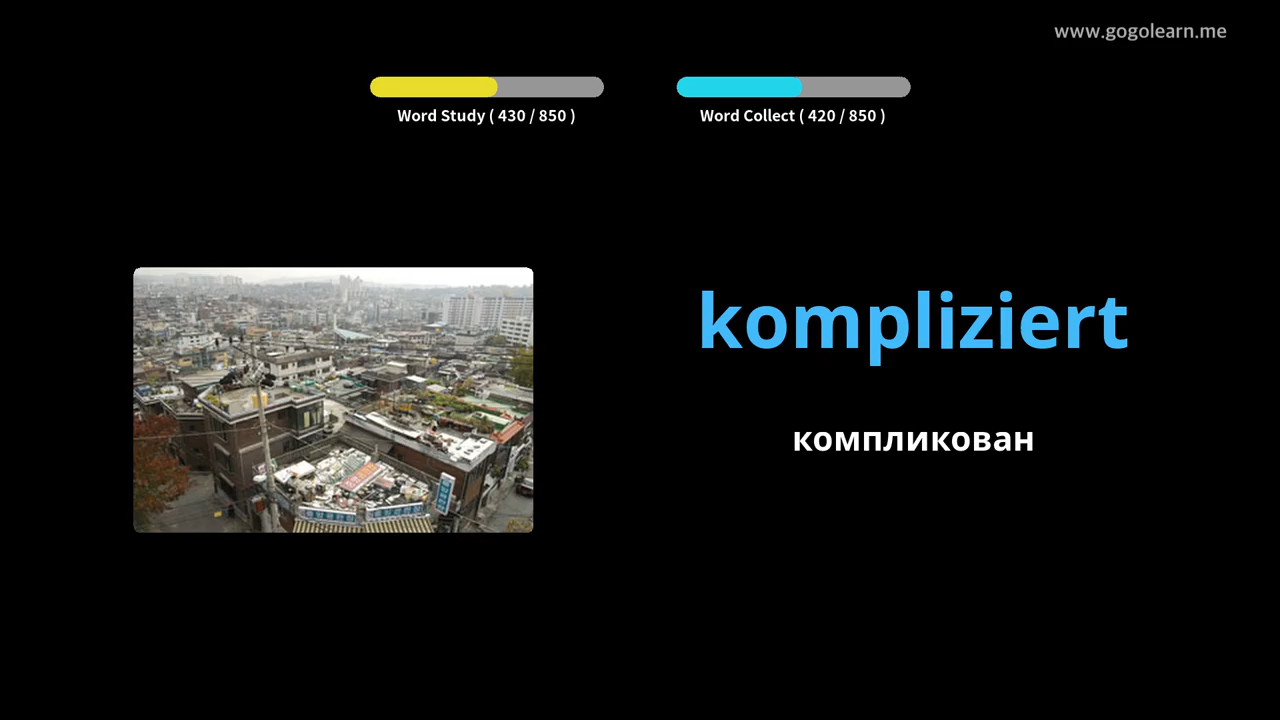 www.gogolearn.me
Word Study ( 430 / 850 )
Word Collect ( 420 / 850 )
kompliziert
компликован